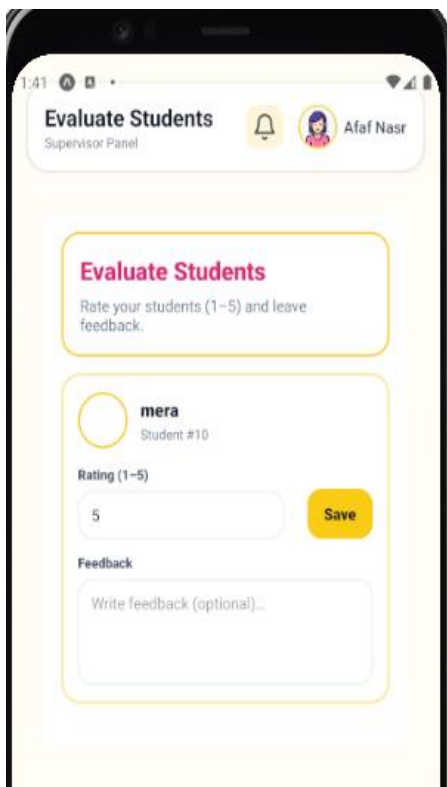 1:41
Evaluate Students
Supervisor Panel
Afaf Nasr
Evaluate Students
Rate your students (1–5) and leave
feedback.
mera
Student #10
Rating (1–5)
5
Save
Feedback
Write feedback (optional)...